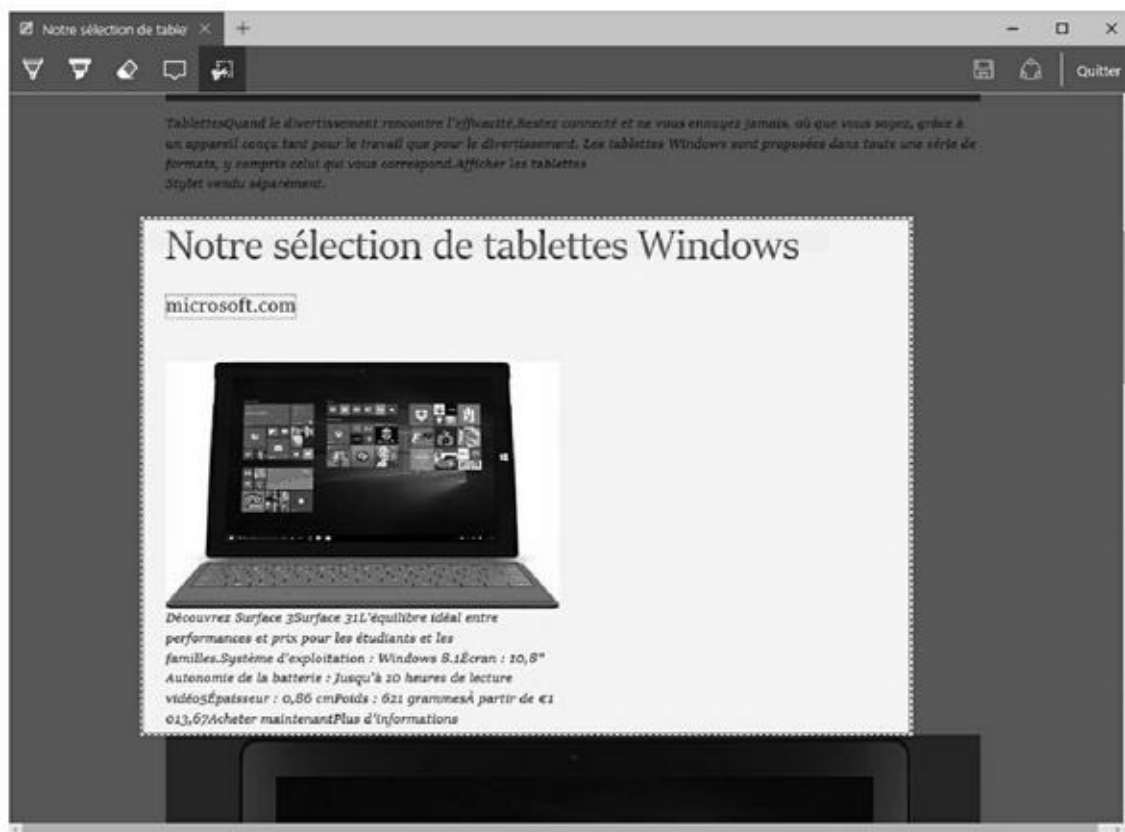 Notre sélection de tabler
Quitter
TablettesQuand le divertissement rencontre l'efficacité.Restez connecté et ne vous ennuyez jamais, où que vous soyez, grâce à
un appareil conçu tant pour le travail que pour le divertissement. Les tablettes Windows sont proposées dans toute une série de
formats, y compris celui qui vous correspond.Afficher les tablettes
Stylet vendu séparément.
Notre sélection de tablettes Windows
microsoft.com
Découvrez Surface 3Surface 31L'équilibre idéal entre
performances et prix pour les étudiants et les
familles.Système d'exploitation : Windows 8.1Écran : 10,8"
Autonomie de la batterie : Jusqu'à 10 heures de lecture
vidéo5Épaisseur : 0,86 cmPoids : 621 grammesÀ partir de €1
013,67Acheter maintenantPlus d'informations